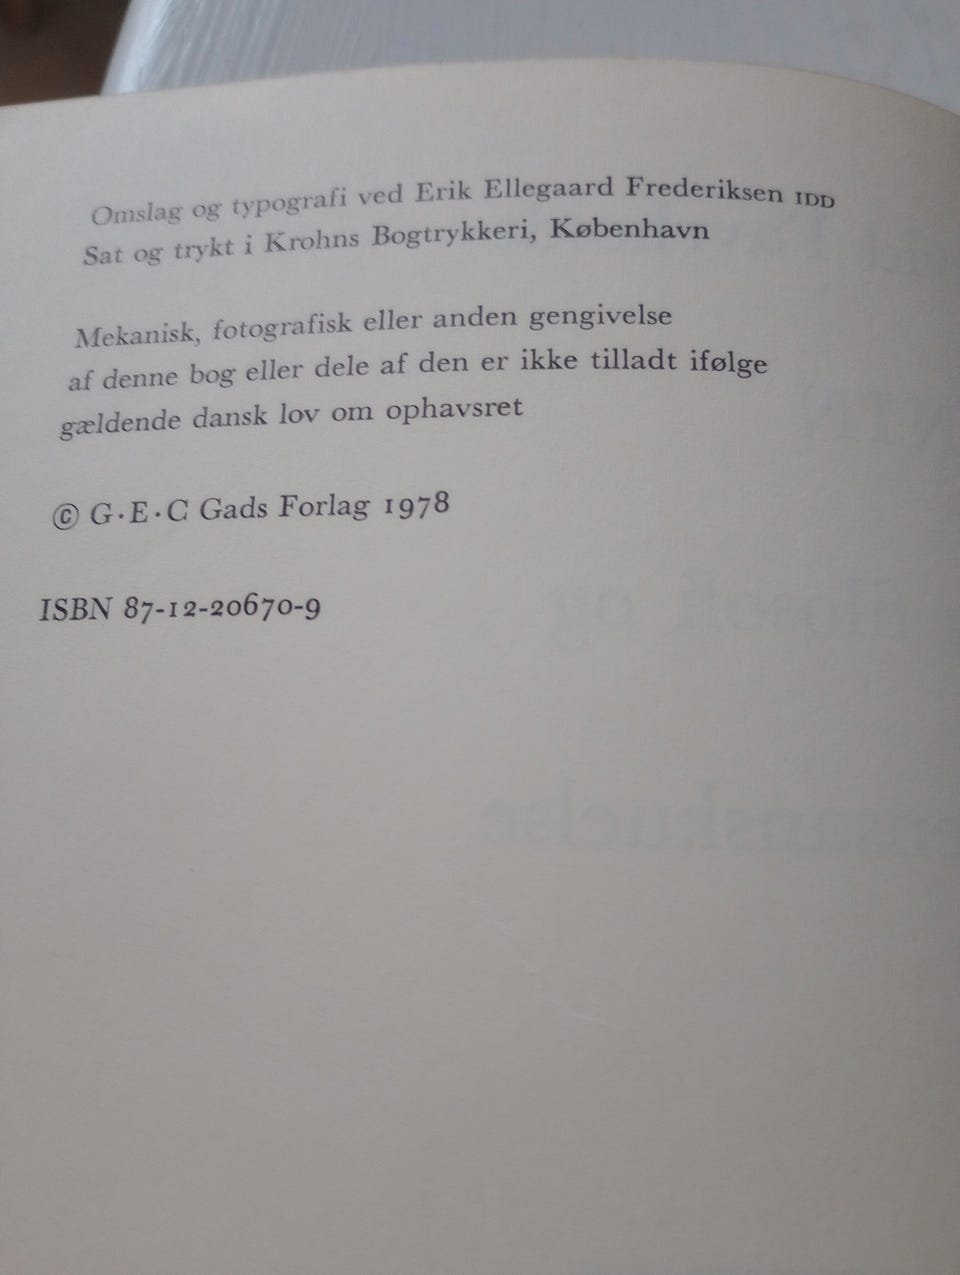 Omslag og typografi ved Erik Ellegaard Frederiksen IDD
Sat og trykt i Krohns Bogtrykkeri, København
Mekanisk, fotografisk eller anden gengivelse
af denne bog eller dele af den er ikke tilladt ifølge
gældende dansk lov om ophavsret
© G·E·C Gads Forlag 1978
ISBN 87-12-20670-9